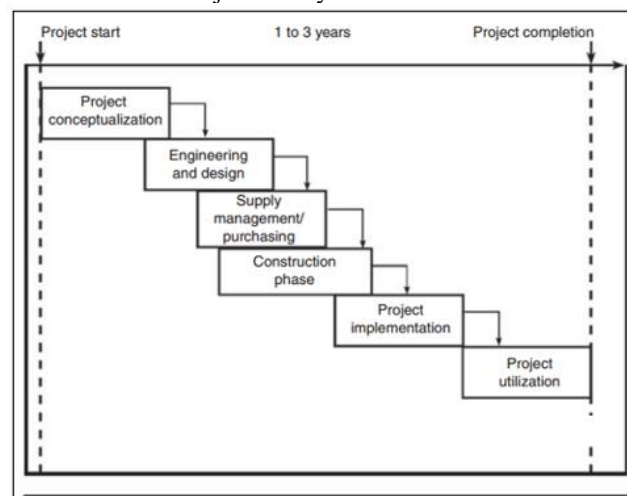 Project start 1 to 3 years Project completion
Project
conceptualization
Engineering
and design
Supply
management/
purchasing
Construction
phase
Project
implementation
Project
utilization